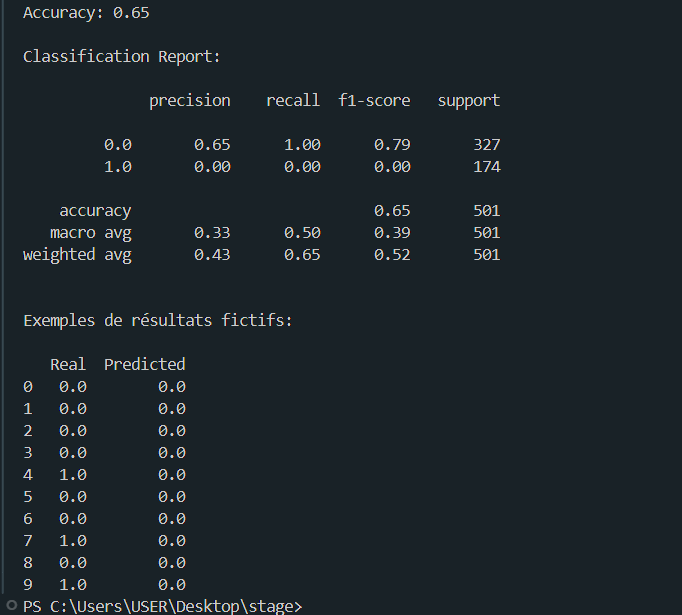 Accuracy: 0.65
Classification Report:
precision recall f1-score support
0.0 0.65 1.00 0.79 327
1.0 0.00 0.00 0.00 174
accuracy 0.65 501
macro avg 0.33 0.50 0.39 501
weighted avg 0.43 0.65 0.52 501
Exemples de résultats fictifs:
Real Predicted
0 0.0 0.0
1 0.0 0.0
2 0.0 0.0
3 0.0 0.0
4 1.0 0.0
5 0.0 0.0
6 0.0 0.0
7 1.0 0.0
8 0.0 0.0
9 1.0 0.0
PS C:\Users\USER\Desktop\stage>